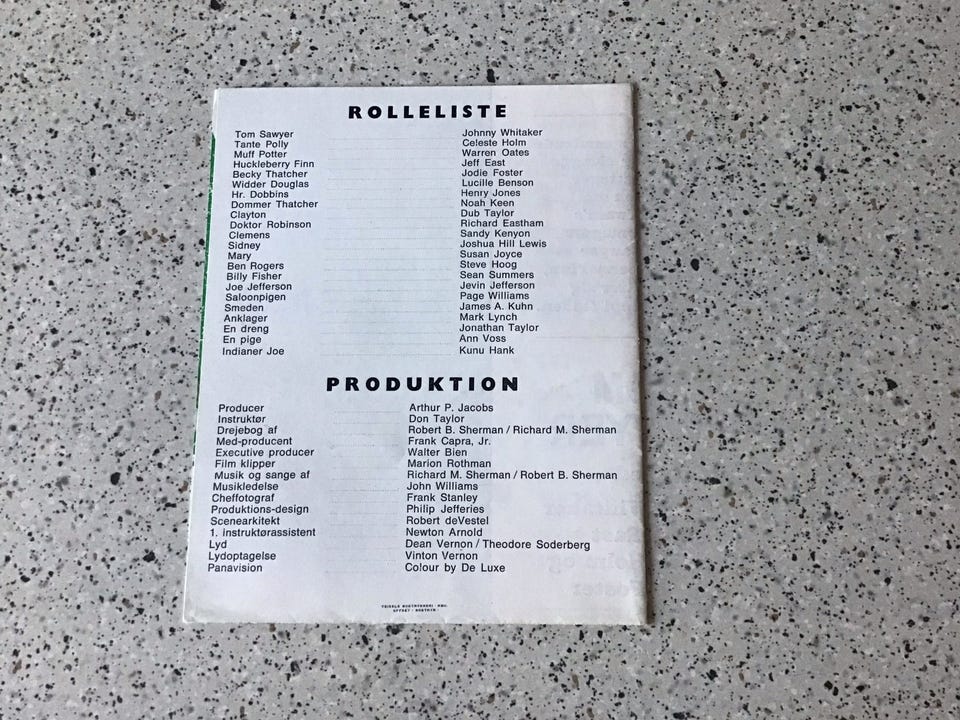 ROLLELISTE
Tom Sawyer Johnny Whitaker
Tante Polly Celeste Holm
Muff Potter Warren Oates
Huckleberry Finn Jeff East
Becky Thatcher Jodie Foster
Widder Douglas Lucille Benson
Hr. Dobbins Henry Jones
Dommer Thatcher Noah Keen
Clayton Dub Taylor
Doktor Robinson Richard Eastham
Clemens Sandy Kenyon
Sidney Joshua Hill Lewis
Mary Susan Joyce
Ben Rogers Steve Hoog
Billy Fisher Sean Summers
Joe Jefferson Jevin Jefferson
Saloonpigen Page Williams
Smeden James A. Kuhn
Anklager Mark Lynch
En dreng Jonathan Taylor
En pige Ann Voss
Indianer Joe Kunu Hank
PRODUKTION
Producer Arthur P. Jacobs
Instruktør Don Taylor
Drejebog af Robert B. Sherman / Richard M. Sherman
Med-producent Frank Capra, Jr.
Executive producer Walter Bien
Film klipper Marion Rothman
Musik og sange af Richard M. Sherman / Robert B. Sherman
Musikledelse John Williams
Cheffotograf Frank Stanley
Produktions-design Philip Jefferies
Scenearkitekt Robert deVestel
1. instruktørassistent Newton Arnold
Lyd Dean Vernon / Theodore Soderberg
Lydoptagelse Vinton Vernon
Panavision Colour by De Luxe